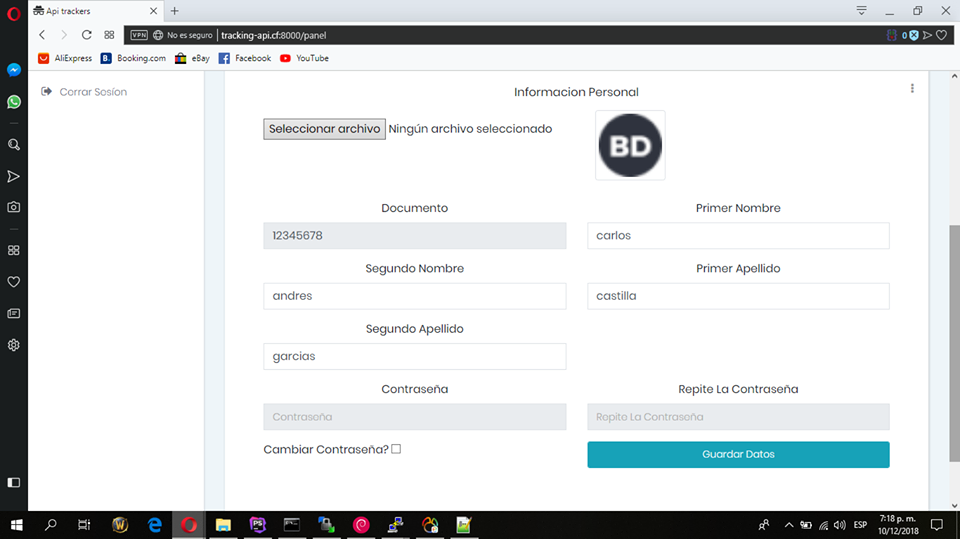 Api trackers
VPN No es seguro tracking-api.cf:8000/panel 0
AliExpress B. Booking.com eBay Facebook YouTube
Cerrar Sesíon
Informacion Personal
Seleccionar archivo Ningún archivo seleccionado
BD
Documento Primer Nombre
12345678 carlos
Segundo Nombre Primer Apellido
andres castilla
Segundo Apellido
garcias
Contraseña Repite La Contraseña
Contraseña Repite La Contraseña
Cambiar Contraseña? Guardar Datos
PS ESP 7:18 p. m.
10/12/2018